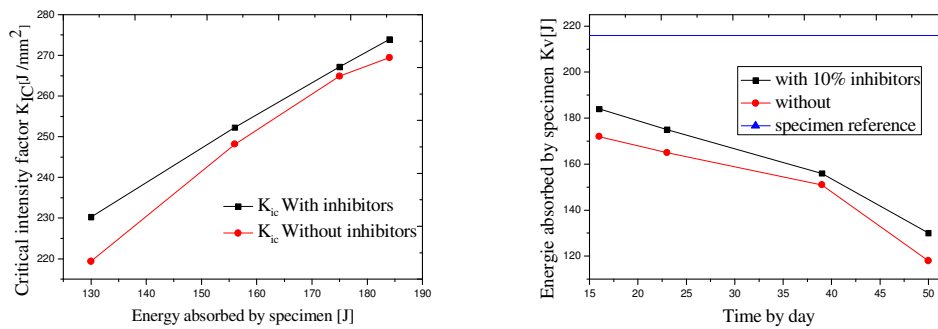 Critical intensity factor K_IC[J /mm²]
280
270
260
250
240
230
220
K_ic With inhibitors
K_ic Without inhibitors
130 140 150 160 170 180 190
Energy absorbed by specimen [J]
Energie absorbed by specimen Kv[J]
220
200
180
160
140
120
with 10% inhibitors
without
specimen reference
15 20 25 30 35 40 45 50
Time by day